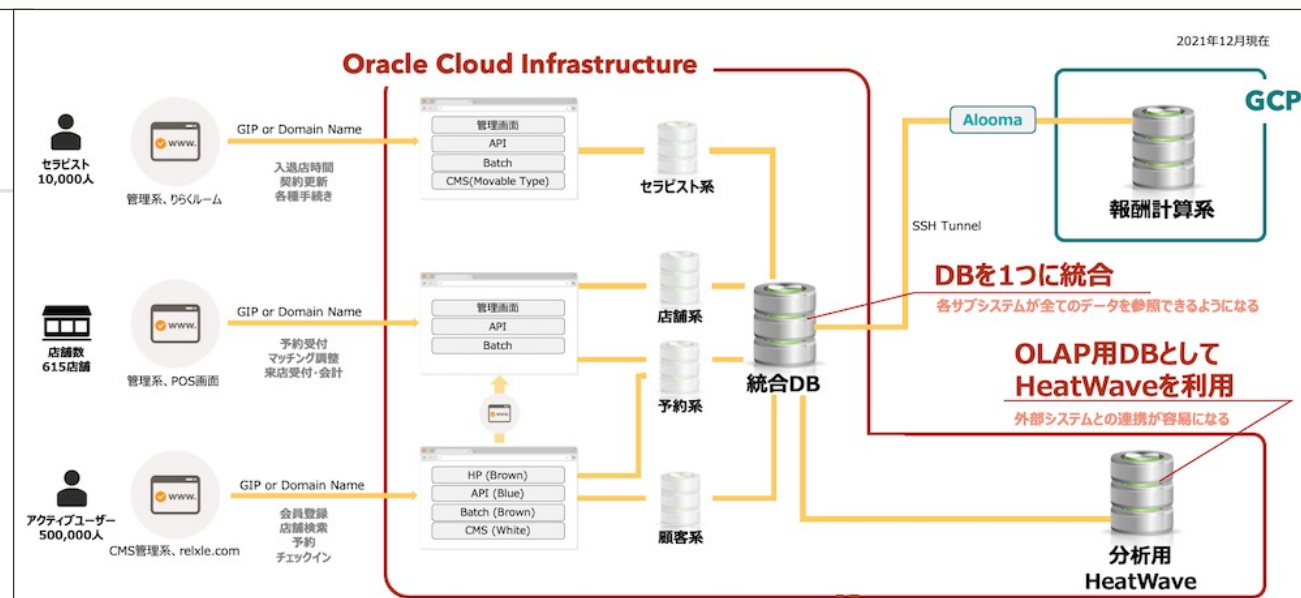 2021年12月現在
Oracle Cloud Infrastructure
GCP
セラピスト
10,000人
www.
管理系、りらくルーム
GIP or Domain Name
入退店時間
契約更新
各種手続き
管理画面
API
Batch
CMS(Movable Type)
セラピスト系
Alooma
報酬計算系
SSH Tunnel
店舗数
615店舗
www.
管理系、POS画面
GIP or Domain Name
予約受付
マッチング調整
来店受付・会計
管理画面
API
Batch
店舗系
予約系
統合DB
DBを1つに統合
各サブシステムが全てのデータを参照できるようになる
OLAP用DBとして
HeatWaveを利用
外部システムとの連携が容易になる
www.
アクティブユーザー
500,000人
www.
CMS管理系、relxle.com
GIP or Domain Name
会員登録
店舗検索
予約
チェックイン
HP (Brown)
API (Blue)
Batch (Brown)
CMS (White)
顧客系
分析用
HeatWave